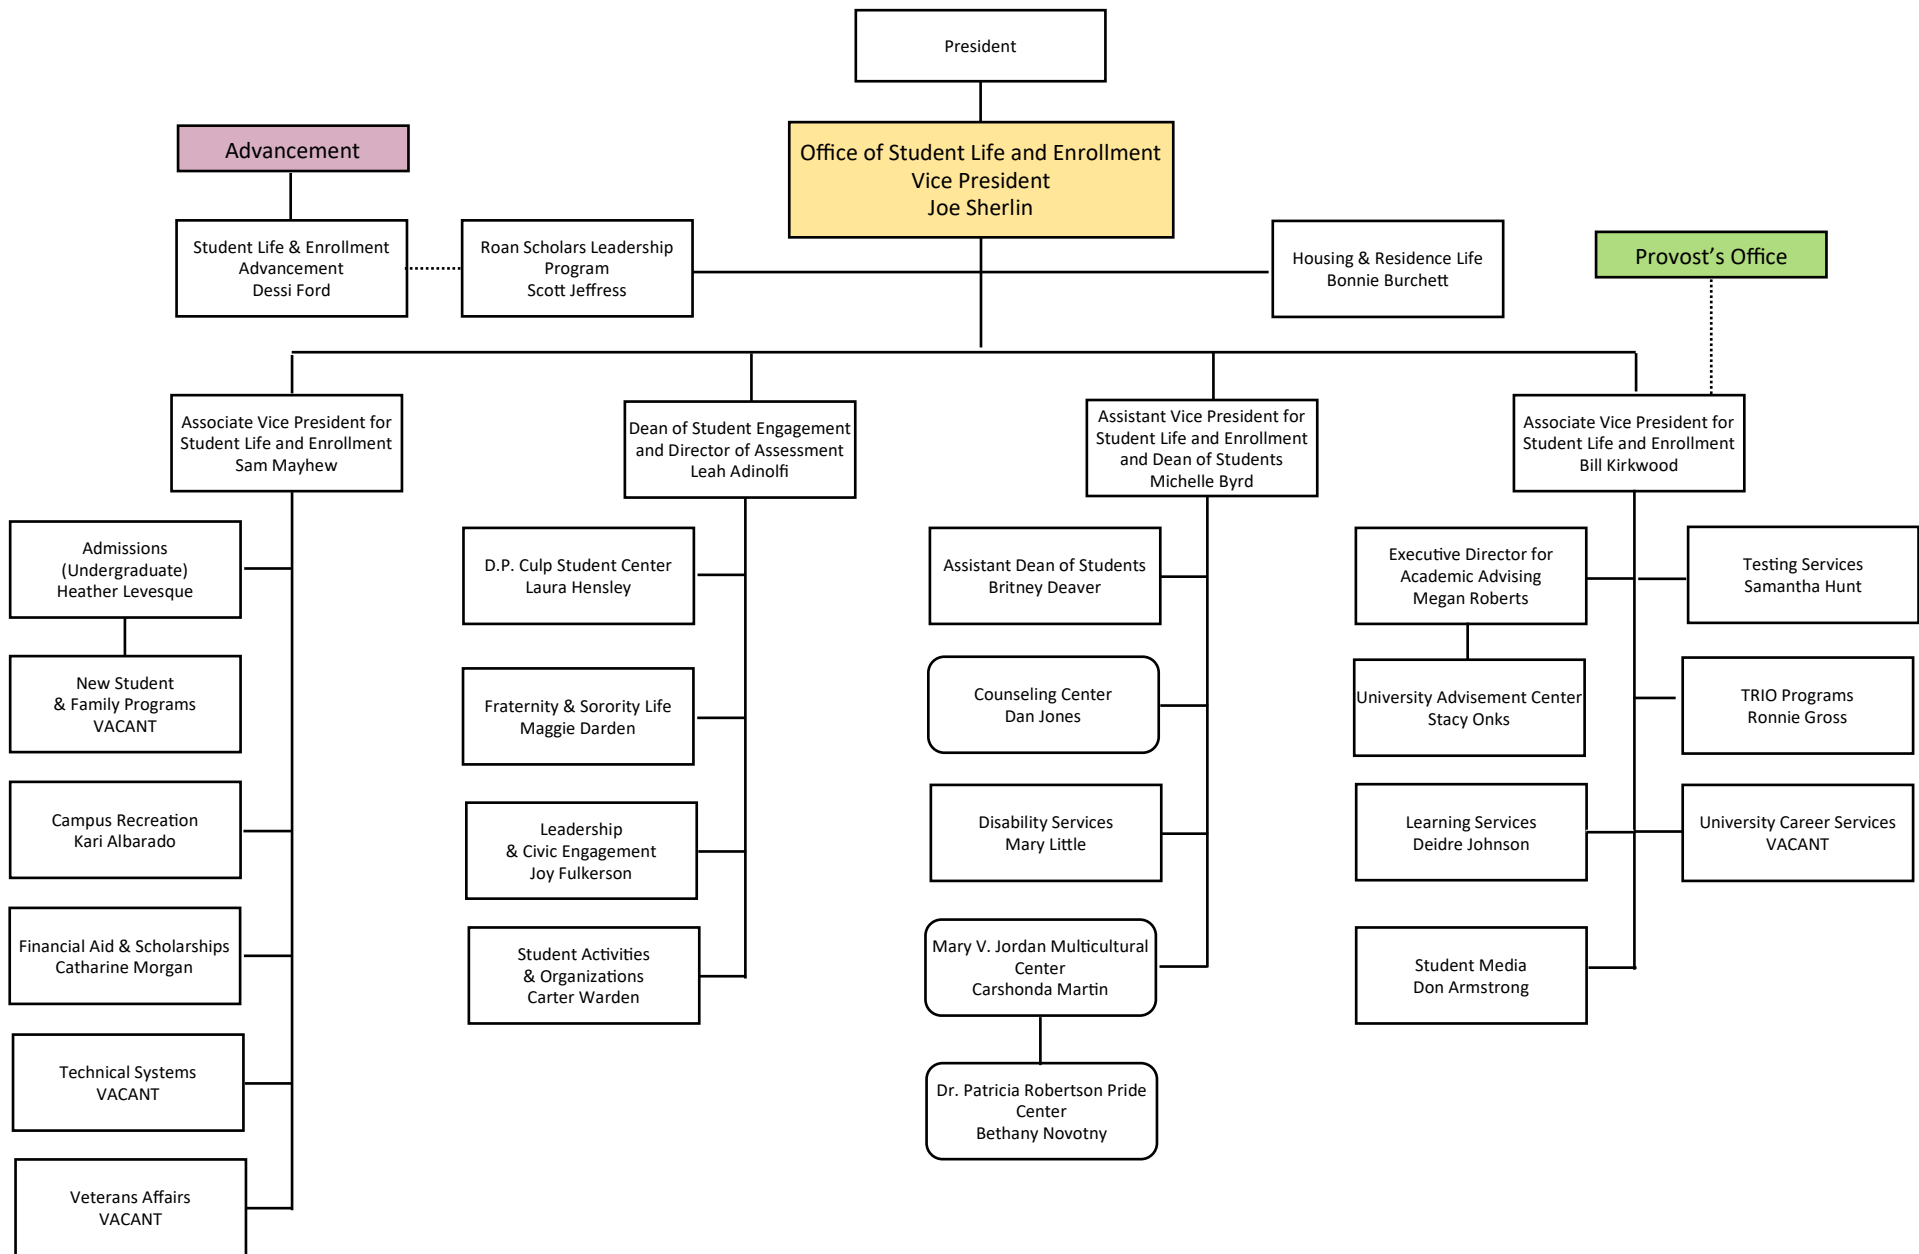 President
Advancement
Office of Student Life and Enrollment
Vice President
Joe Sherlin
Student Life & Enrollment
Advancement
Dessi Ford
Roan Scholars Leadership
Program
Scott Jeffress
Housing & Residence Life
Bonnie Burchett
Provost's Office
Associate Vice President for
Student Life and Enrollment
Sam Mayhew
Dean of Student Engagement
and Director of Assessment
Leah Adinolfi
Assistant Vice President for
Student Life and Enrollment
and Dean of Students
Michelle Byrd
Associate Vice President for
Student Life and Enrollment
Bill Kirkwood
Admissions
(Undergraduate)
Heather Levesque
New Student
& Family Programs
VACANT
Campus Recreation
Kari Albarado
Financial Aid & Scholarships
Catharine Morgan
Technical Systems
VACANT
Veterans Affairs
VACANT
D.P. Culp Student Center
Laura Hensley
Fraternity & Sorority Life
Maggie Darden
Leadership
& Civic Engagement
Joy Fulkerson
Student Activities
& Organizations
Carter Warden
Assistant Dean of Students
Britney Deaver
Counseling Center
Dan Jones
Disability Services
Mary Little
Mary V. Jordan Multicultural
Center
Carshonda Martin
Dr. Patricia Robertson Pride
Center
Bethany Novotny
Executive Director for
Academic Advising
Megan Roberts
University Advisement Center
Stacy Onks
Learning Services
Deidre Johnson
Student Media
Don Armstrong
Testing Services
Samantha Hunt
TRIO Programs
Ronnie Gross
University Career Services
VACANT